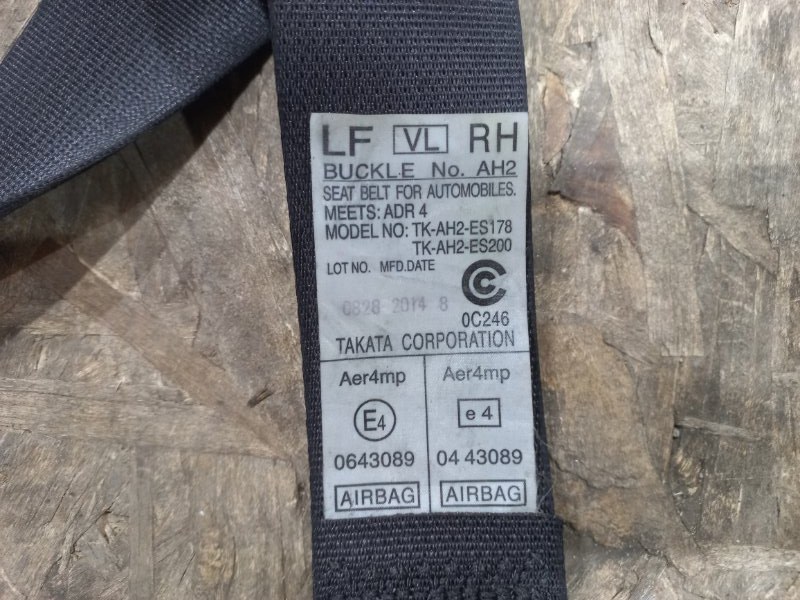 LF VL RH
BUCKLE No. AH2
SEAT BELT FOR AUTOMOBILES.
MEETS: ADR 4
MODEL NO: TK-AH2-ES178
TK-AH2-ES200
LOT NO. MFD.DATE
0828 2014 8
0C246
TAKATA CORPORATION
Aer4mp Aer4mp
E4 e 4
0643089 04 43089
AIRBAG AIRBAG